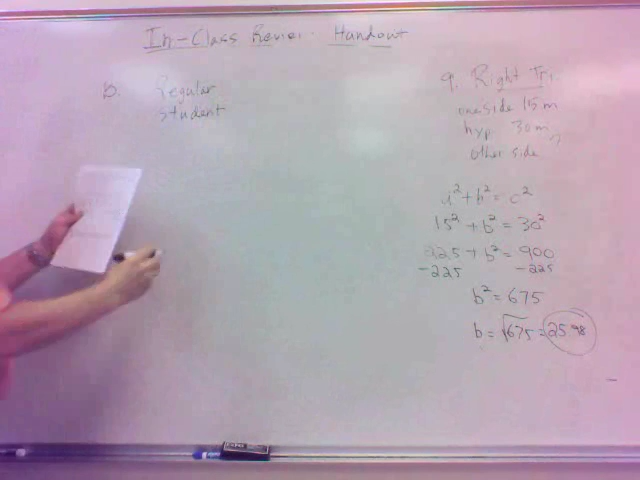 In-Class Review Handout
b. Regular
student
9. Right Tri.
one side 15 m
hyp. 30 m
other side
a² + b² = c²
15² + b² = 30²
225 + b² = 900
-225 -225
b² = 675
b = √675 = 25.98
EXPO